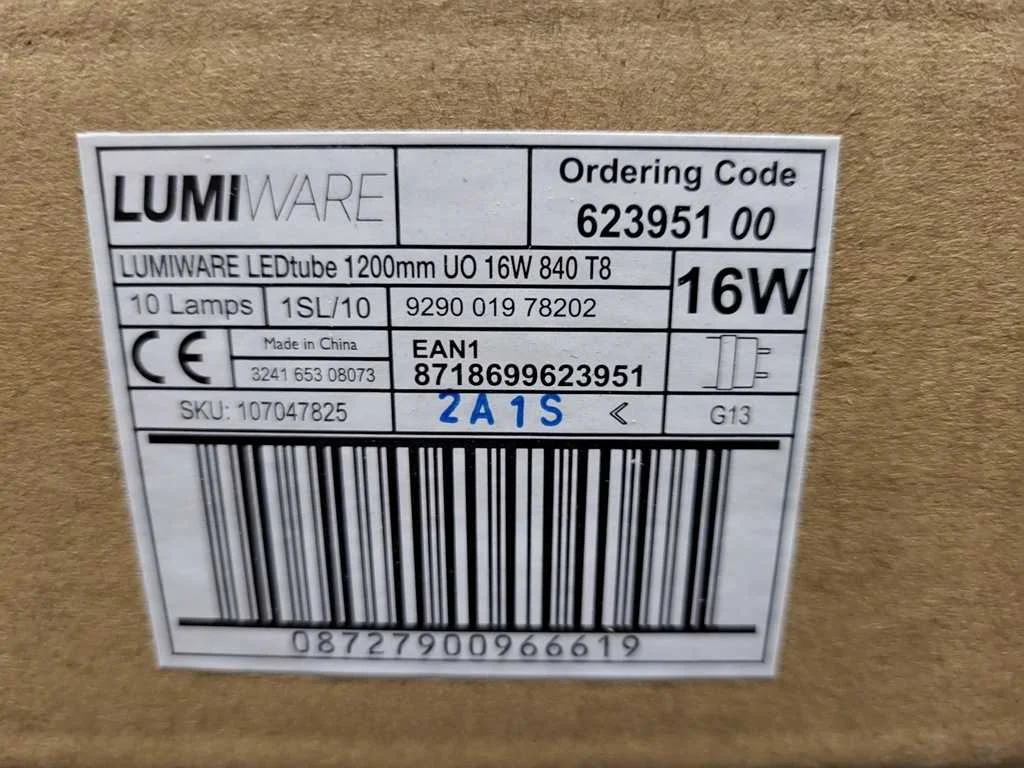 LUMIWARE
Ordering Code
623951 00
LUMIWARE LEDtube 1200mm UO 16W 840 T8
16W
10 Lamps
1SL/10
9290 019 78202
CE
Made in China
3241 653 08073
EAN1
8718699623951
SKU: 107047825
2A1S <
G13
08727900966619